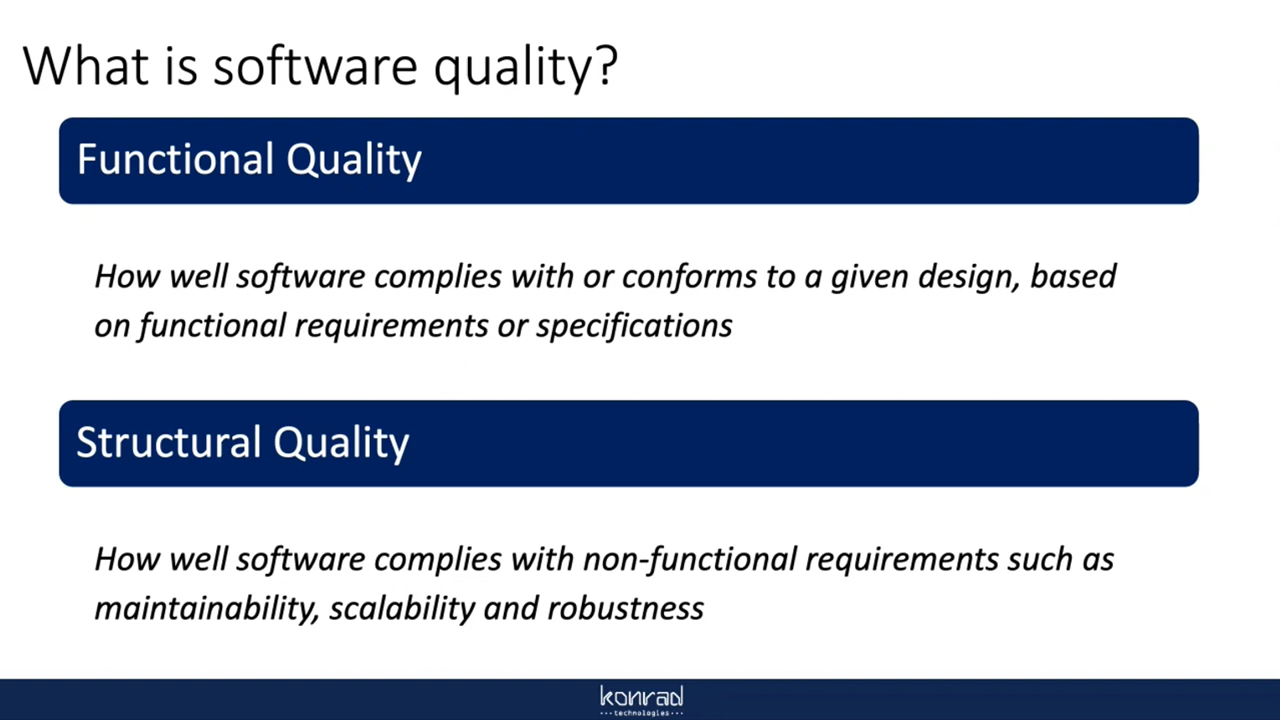 What is software quality?
Functional Quality
How well software complies with or conforms to a given design, based
on functional requirements or specifications
Structural Quality
How well software complies with non-functional requirements such as
maintainability, scalability and robustness
konrad
···technologies···